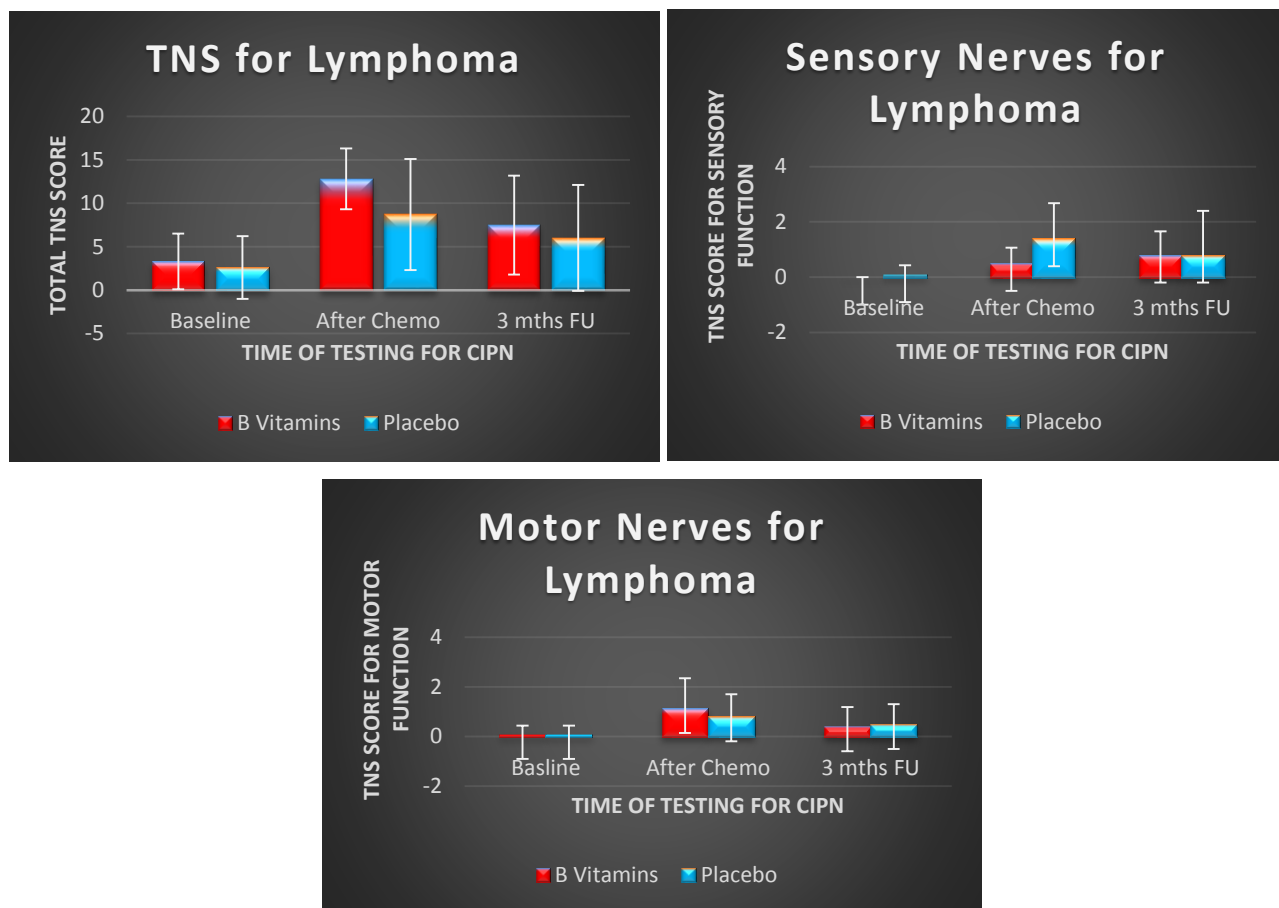 TNS for Lymphoma
TOTAL TNS SCORE
20
15
10
5
0
-5
Baseline After Chemo 3 mths FU
TIME OF TESTING FOR CIPN
B Vitamins Placebo
Sensory Nerves for
Lymphoma
TNS SCORE FOR SENSORY
FUNCTION
4
2
0
-2
Baseline After Chemo 3 mths FU
TIME OF TESTING FOR CIPN
B Vitamins Placebo
Motor Nerves for
Lymphoma
TNS SCORE FOR MOTOR
FUNCTION
4
2
0
-2
Basline After Chemo 3 mths FU
TIME OF TESTING FOR CIPN
B Vitamins Placebo